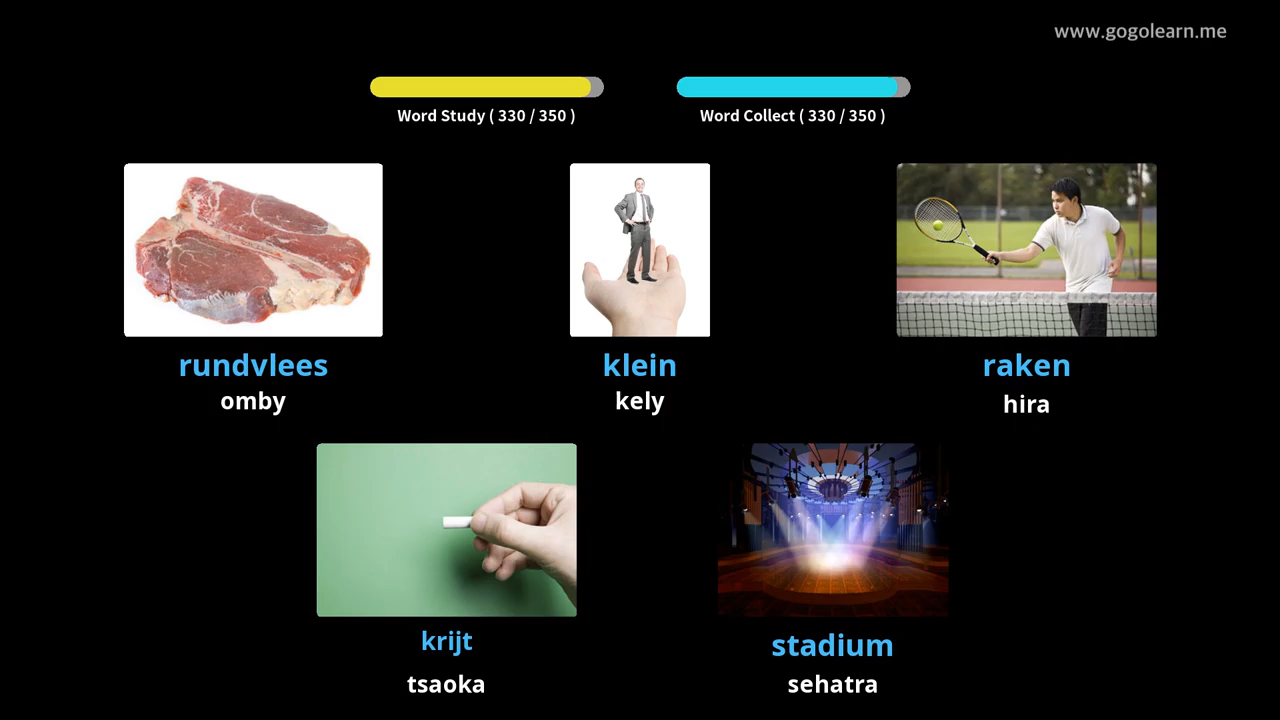 www.gogolearn.me
Word Study ( 330 / 350 )
Word Collect ( 330 / 350 )
rundvlees
omby
klein
kely
raken
hira
krijt
tsaoka
stadium
sehatra